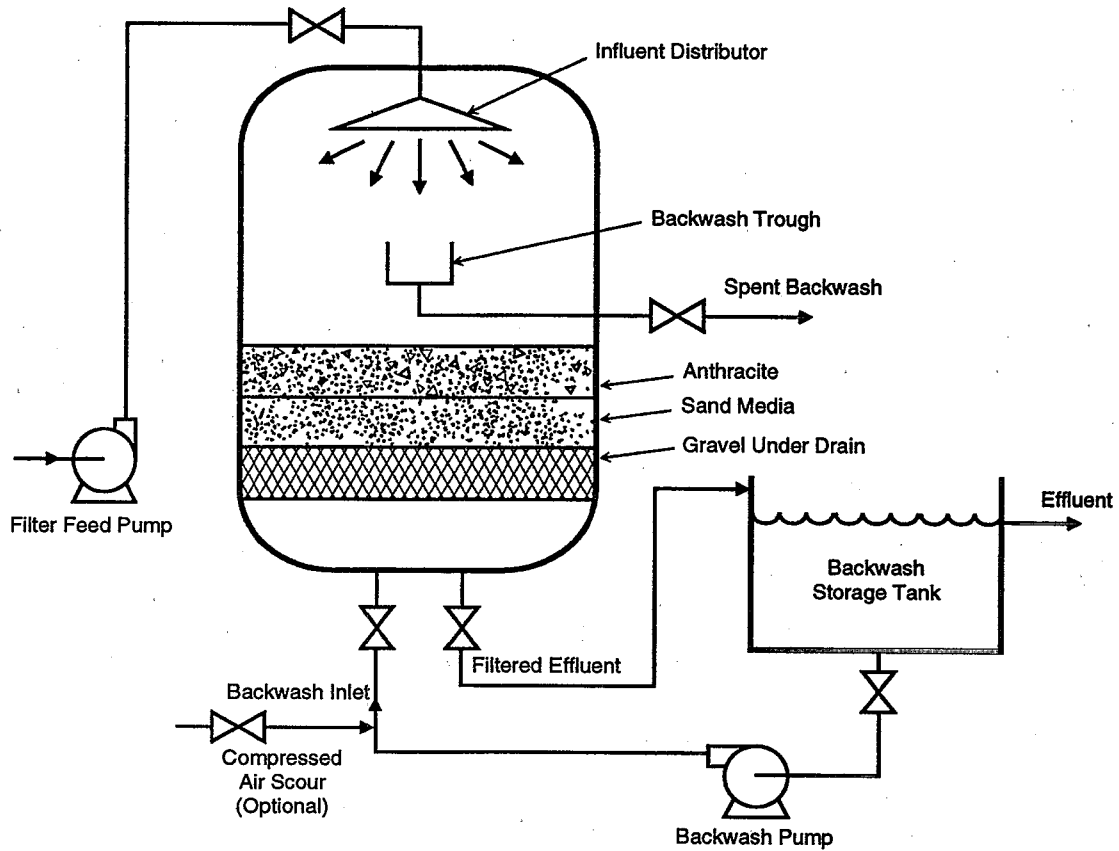 Influent Distributor
Backwash Trough
Spent Backwash
Anthracite
Sand Media
Gravel Under Drain
Filter Feed Pump
Effluent
Backwash
Storage Tank
Filtered Effluent
Backwash Inlet
Compressed
Air Scour
(Optional)
Backwash Pump